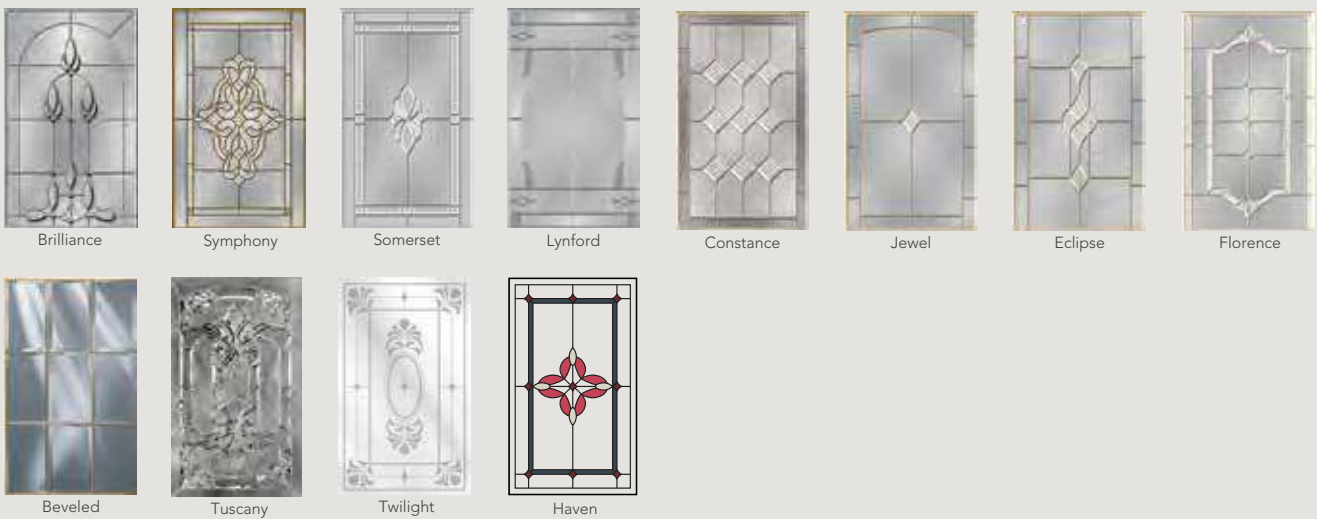 Brilliance
Symphony
Somerset
Lynford
Constance
Jewel
Eclipse
Florence
Beveled
Tuscany
Twilight
Haven